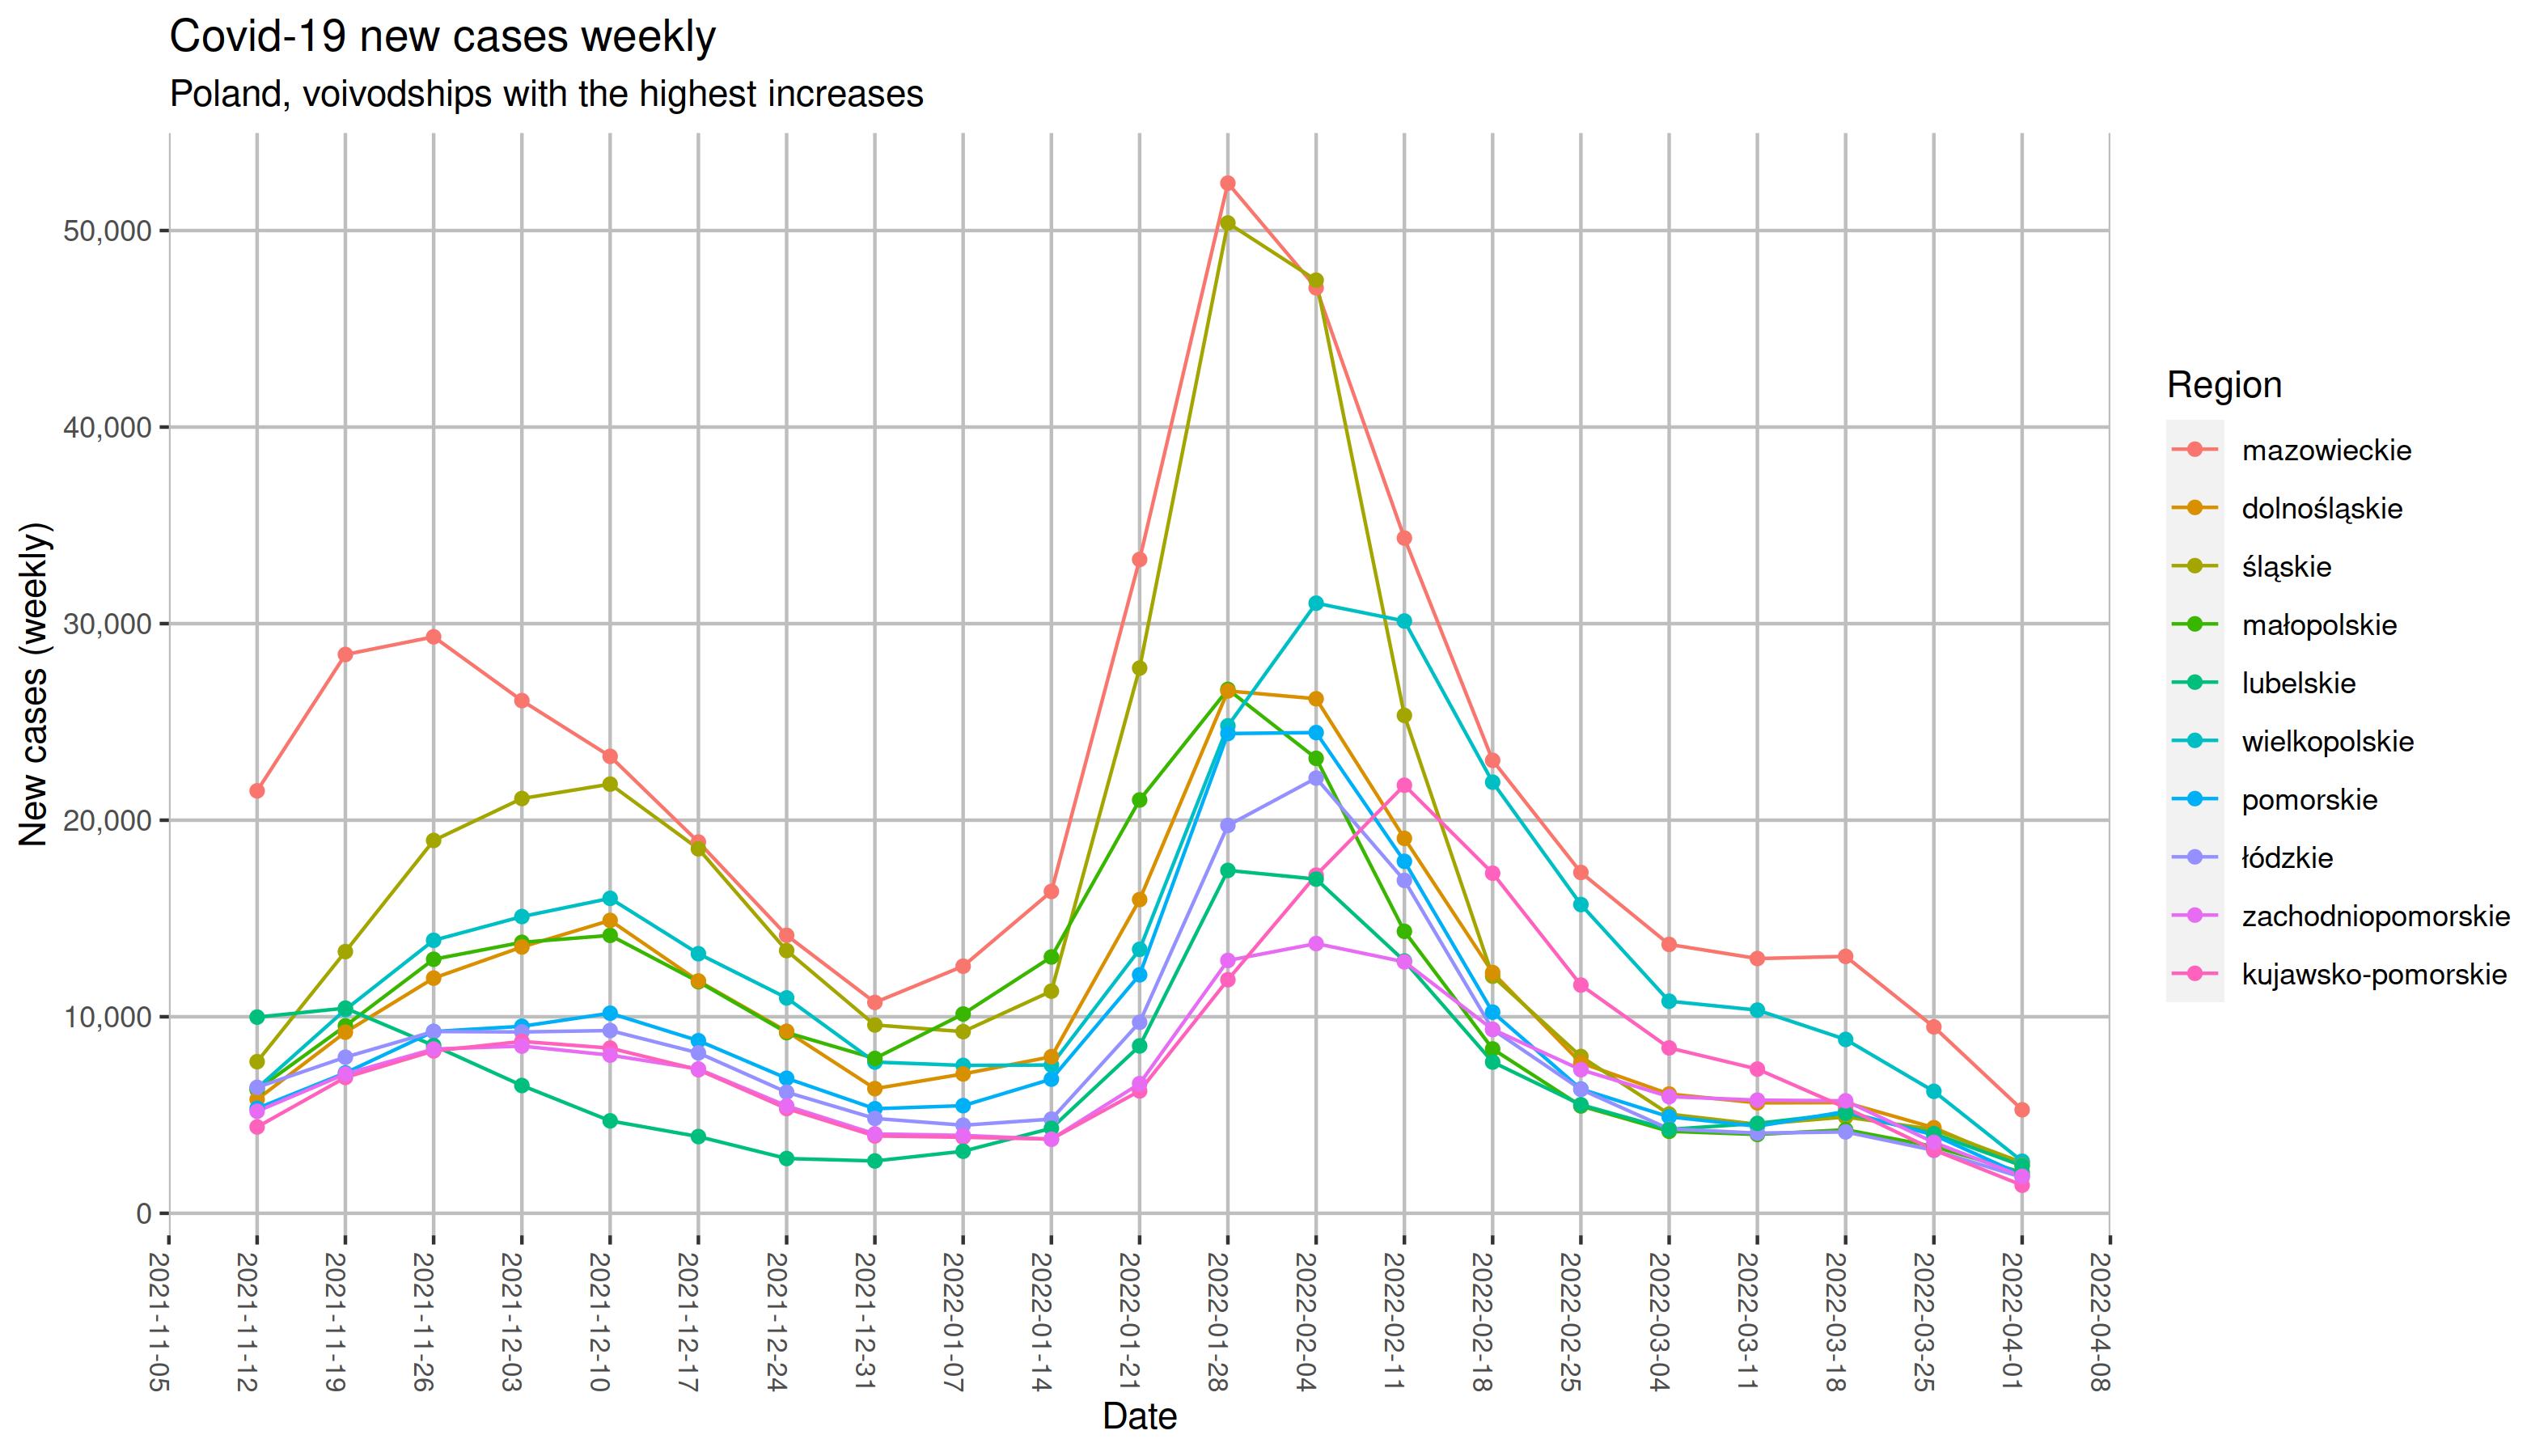 Covid-19 new cases weekly
Poland, voivodships with the highest increases
New cases (weekly)
50,000
40,000
30,000
20,000
10,000
0
2021-11-05
2021-11-12
2021-11-19
2021-11-26
2021-12-03
2021-12-10
2021-12-17
2021-12-24
2021-12-31
2022-01-07
2022-01-14
2022-01-21
2022-01-28
2022-02-04
2022-02-11
2022-02-18
2022-02-25
2022-03-04
2022-03-11
2022-03-18
2022-03-25
2022-04-01
2022-04-08
Date
Region
mazowieckie
dolnośląskie
śląskie
małopolskie
lubelskie
wielkopolskie
pomorskie
łódzkie
zachodniopomorskie
kujawsko-pomorskie